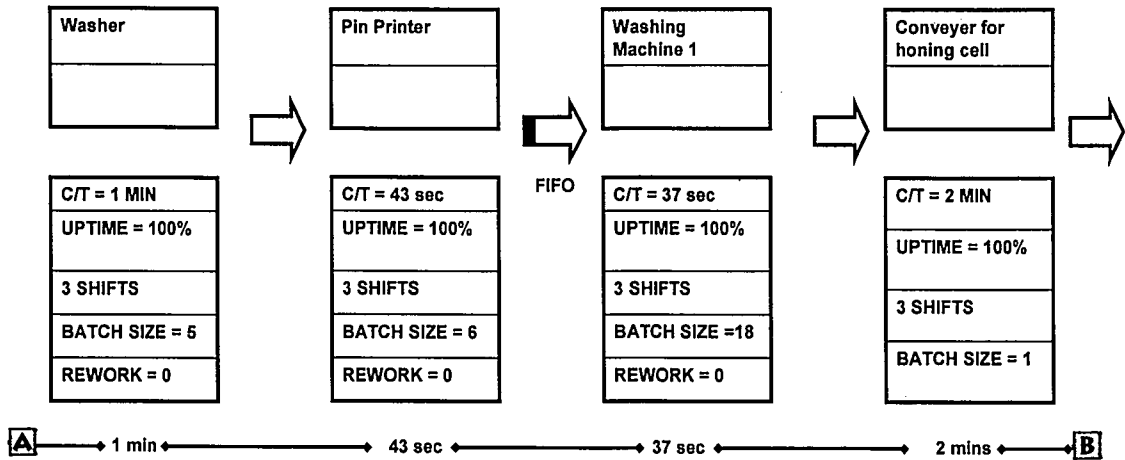 Washer
Pin Printer
Washing
Machine 1
Conveyer for
honing cell
FIFO
C/T = 1 MIN
UPTIME = 100%
3 SHIFTS
BATCH SIZE = 5
REWORK = 0
C/T = 43 sec
UPTIME = 100%
3 SHIFTS
BATCH SIZE = 6
REWORK = 0
C/T = 37 sec
UPTIME = 100%
3 SHIFTS
BATCH SIZE =18
REWORK = 0
C/T = 2 MIN
UPTIME = 100%
3 SHIFTS
BATCH SIZE = 1
A 1 min 43 sec 37 sec 2 mins B